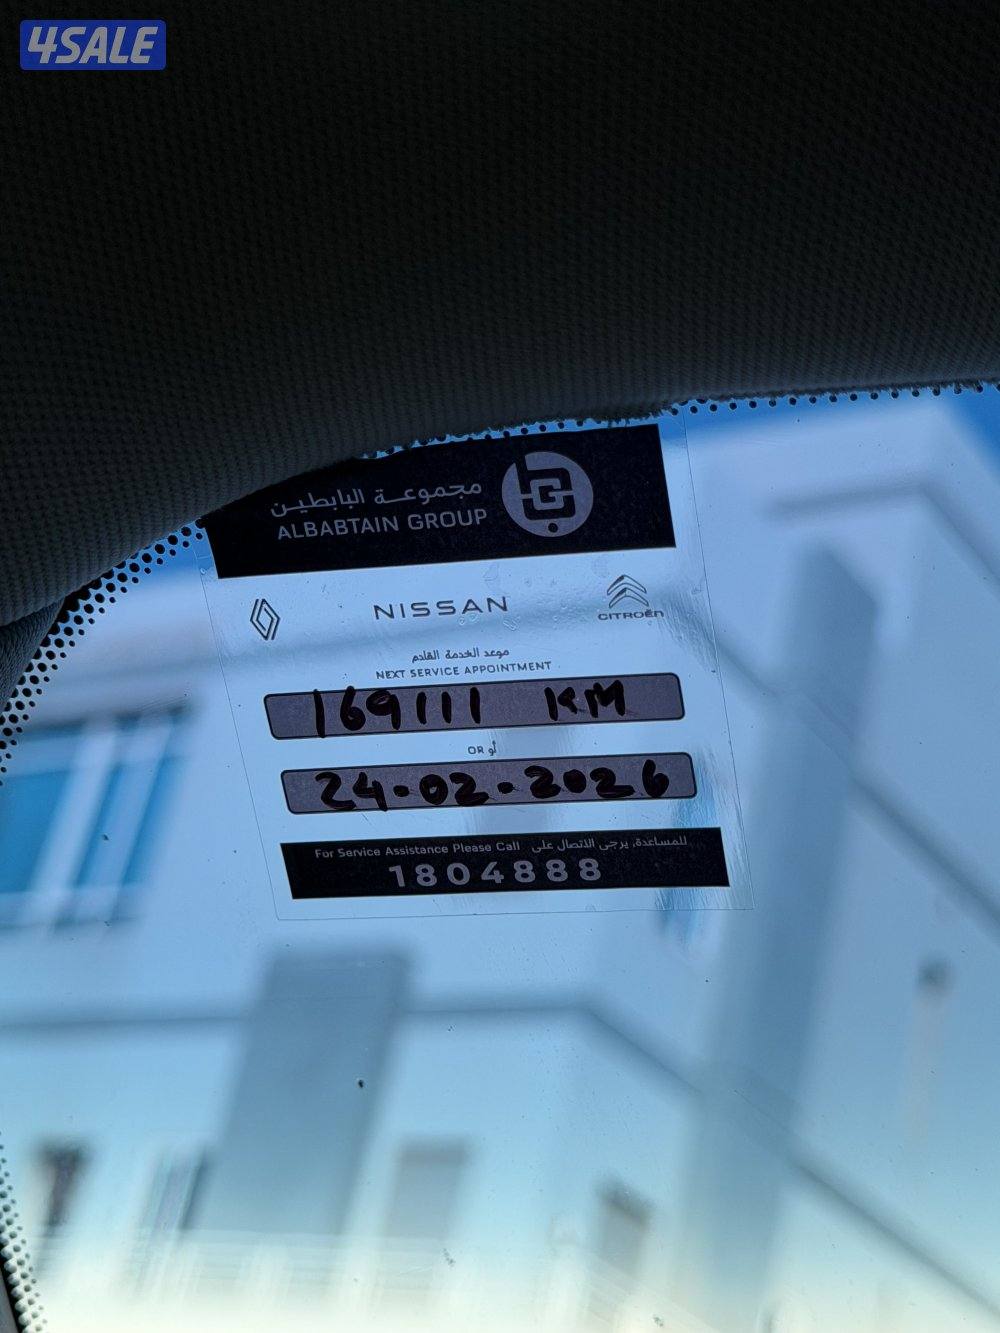 4SALE
مجموعة البابطين
ALBABTAIN GROUP
NISSAN
CITROËN
موعد الخدمة القادم
NEXT SERVICE APPOINTMENT
169111 KM
OR أو
24-02-2026
For Service Assistance Please Call للمساعدة، يرجى الاتصال على
1804888